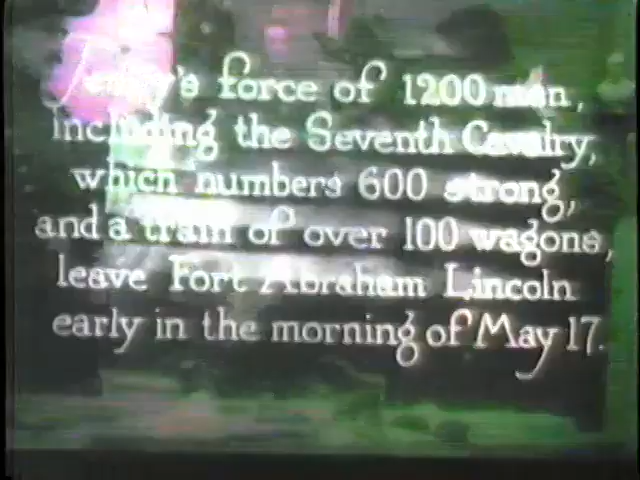 Terry's force of 1200 men,
including the Seventh Cavalry,
which numbers 600 strong,
and a train of over 100 wagons,
leave Fort Abraham Lincoln
early in the morning of May 17.